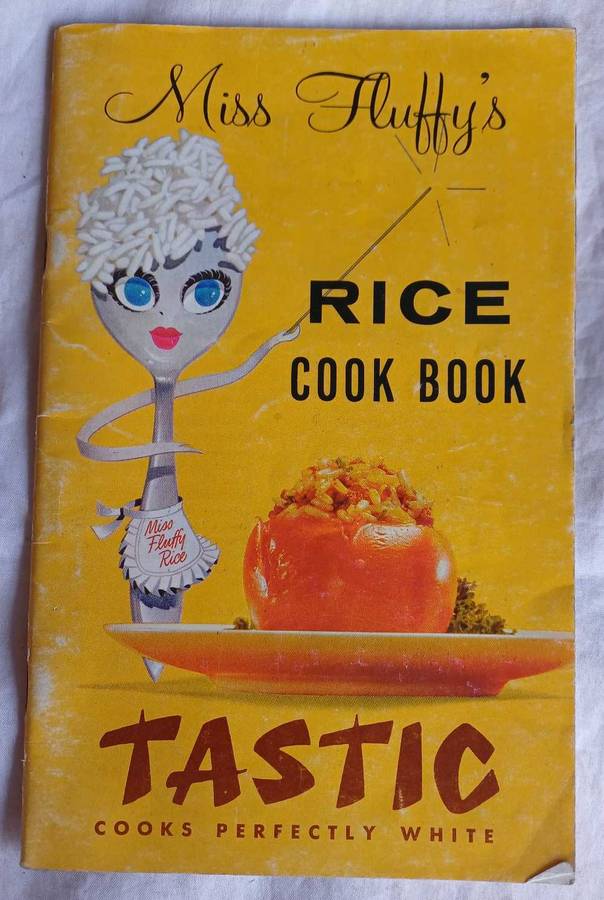 Miss Fluffy's
RICE
COOK BOOK
Miss
Fluffy
Rice
TASTIC
COOKS PERFECTLY WHITE